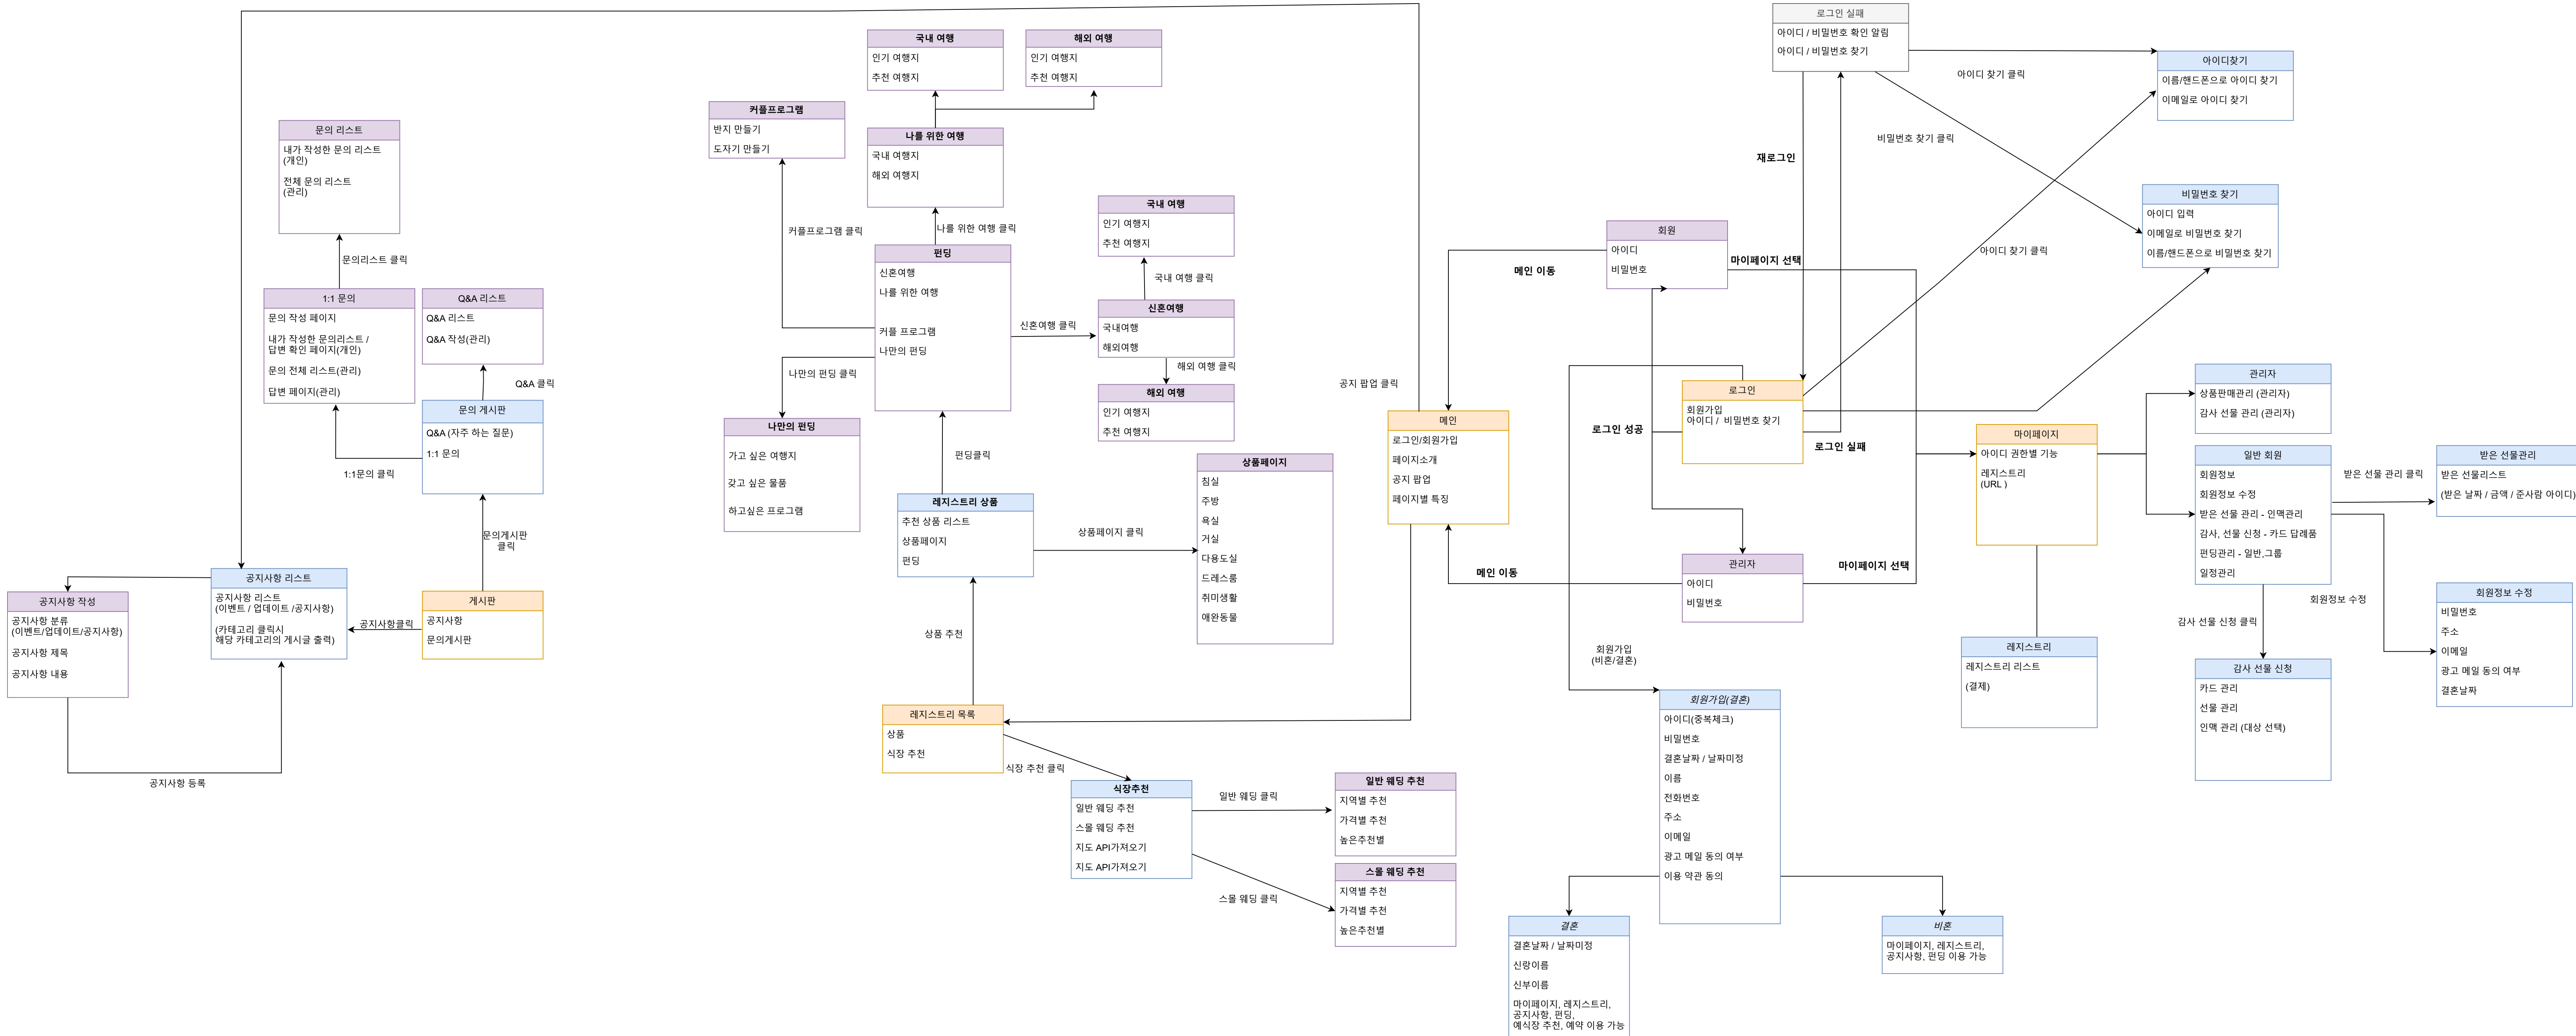 로그인 실패
아이디 / 비밀번호 확인 알림
아이디 / 비밀번호 찾기
아이디찾기
이름/핸드폰으로 아이디 찾기
이메일로 아이디 찾기
아이디 찾기 클릭
비밀번호 찾기 클릭
재로그인
비밀번호 찾기
아이디 입력
이메일로 비밀번호 찾기
이름/핸드폰으로 비밀번호 찾기
아이디 찾기 클릭
국내 여행
인기 여행지
추천 여행지
해외 여행
인기 여행지
추천 여행지
커플프로그램
반지 만들기
도자기 만들기
나를 위한 여행
국내 여행지
해외 여행지
문의 리스트
내가 작성한 문의 리스트
(개인)
전체 문의 리스트
(관리)
문의리스트 클릭
커플프로그램 클릭
나를 위한 여행 클릭
국내 여행
인기 여행지
추천 여행지
국내 여행 클릭
펀딩
신혼여행
나를 위한 여행
커플 프로그램
나만의 펀딩
신혼여행 클릭
신혼여행
국내여행
해외여행
해외 여행 클릭
해외 여행
인기 여행지
추천 여행지
나만의 펀딩 클릭
나만의 펀딩
가고 싶은 여행지
갖고 싶은 물품
하고싶은 프로그램
1:1 문의
문의 작성 페이지
내가 작성한 문의리스트 /
답변 확인 페이지(개인)
문의 전체 리스트(관리)
답변 페이지(관리)
Q&A 리스트
Q&A 리스트
Q&A 작성(관리)
Q&A 클릭
문의 게시판
Q&A (자주 하는 질문)
1:1 문의
1:1문의 클릭
문의게시판
클릭
공지사항 리스트
공지사항 리스트
(이벤트 / 업데이트 /공지사항)
(카테고리 클릭시
해당 카테고리의 게시글 출력)
공지사항클릭
게시판
공지사항
문의게시판
공지사항 작성
공지사항 분류
(이벤트/업데이트/공지사항)
공지사항 제목
공지사항 내용
공지사항 등록
펀딩클릭
레지스트리 상품
추천 상품 리스트
상품페이지
펀딩
상품페이지 클릭
상품페이지
침실
주방
욕실
거실
다용도실
드레스룸
취미생활
애완동물
상품 추천
레지스트리 목록
상품
식장 추천
식장 추천 클릭
식장추천
일반 웨딩 추천
스몰 웨딩 추천
지도 API가져오기
지도 API가져오기
일반 웨딩 클릭
스몰 웨딩 클릭
일반 웨딩 추천
지역별 추천
가격별 추천
높은추천별
스몰 웨딩 추천
지역별 추천
가격별 추천
높은추천별
공지 팝업 클릭
메인
로그인/회원가입
페이지소개
공지 팝업
페이지별 특징
회원
아이디
비밀번호
메인 이동
마이페이지 선택
로그인
회원가입
아이디 /  비밀번호 찾기
로그인 성공
로그인 실패
관리자
아이디
비밀번호
메인 이동
마이페이지 선택
회원가입
(비혼/결혼)
회원가입(결혼)
아이디(중복체크)
비밀번호
결혼날짜 / 날짜미정
이름
전화번호
주소
이메일
광고 메일 동의 여부
이용 약관 동의
결혼
결혼날짜 / 날짜미정
신랑이름
신부이름
마이페이지, 레지스트리,
공지사항, 펀딩,
예식장 추천, 예약 이용 가능
비혼
마이페이지, 레지스트리,
공지사항, 펀딩 이용 가능
마이페이지
아이디 권한별 기능
레지스트리
(URL )
레지스트리
레지스트리 리스트
(결제)
관리자
상품판매관리 (관리자)
감사 선물 관리 (관리자)
일반 회원
회원정보
회원정보 수정
받은 선물 관리 - 인맥관리
감사, 선물 신청 - 카드 답례품
펀딩관리 - 일반,그룹
일정관리
받은 선물 관리 클릭
받은 선물관리
받은 선물리스트
(받은 날짜 / 금액 / 준사람 아이디)
회원정보 수정
감사 선물 신청 클릭
회원정보 수정
비밀번호
주소
이메일
광고 메일 동의 여부
결혼날짜
감사 선물 신청
카드 관리
선물 관리
인맥 관리 (대상 선택)